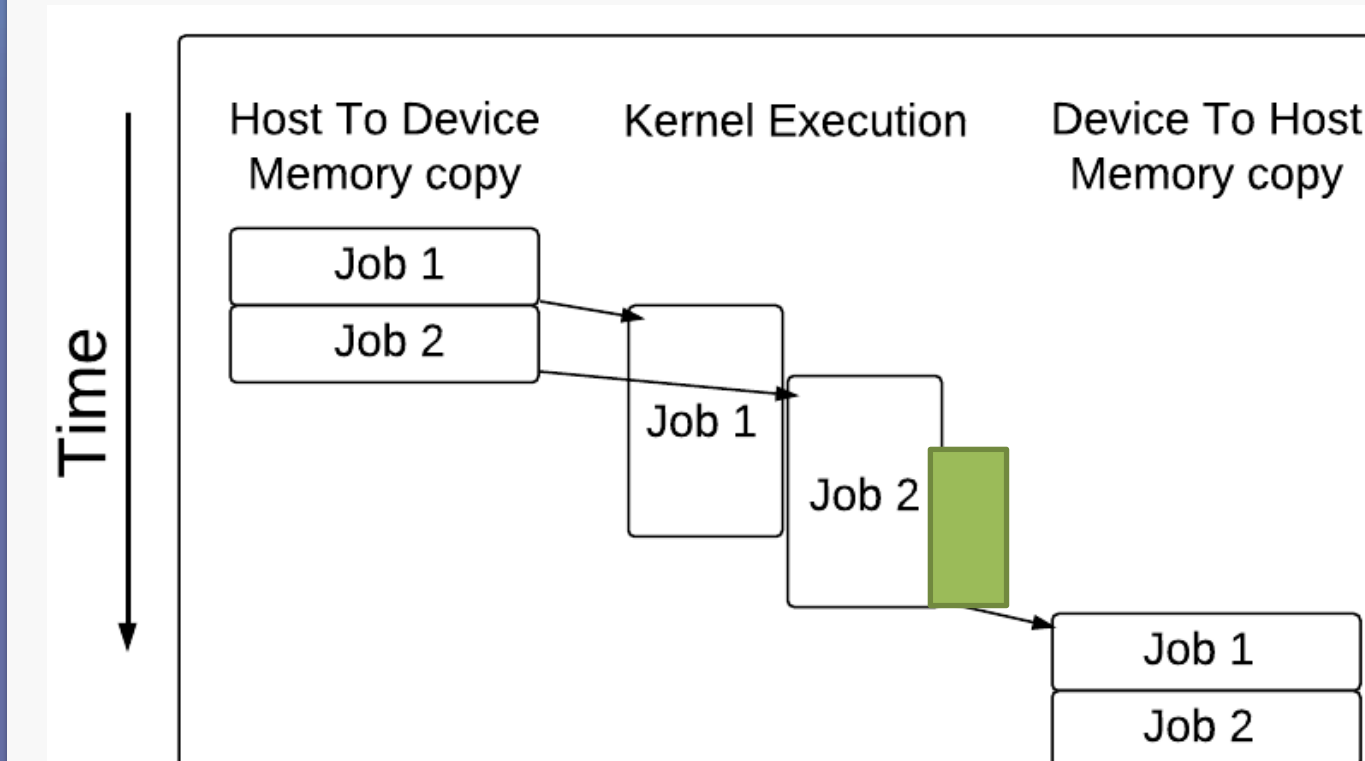 Host To Device
Memory copy
Kernel Execution
Device To Host
Memory copy
Time
Job 1
Job 2
Job 1
Job 2
Job 1
Job 2